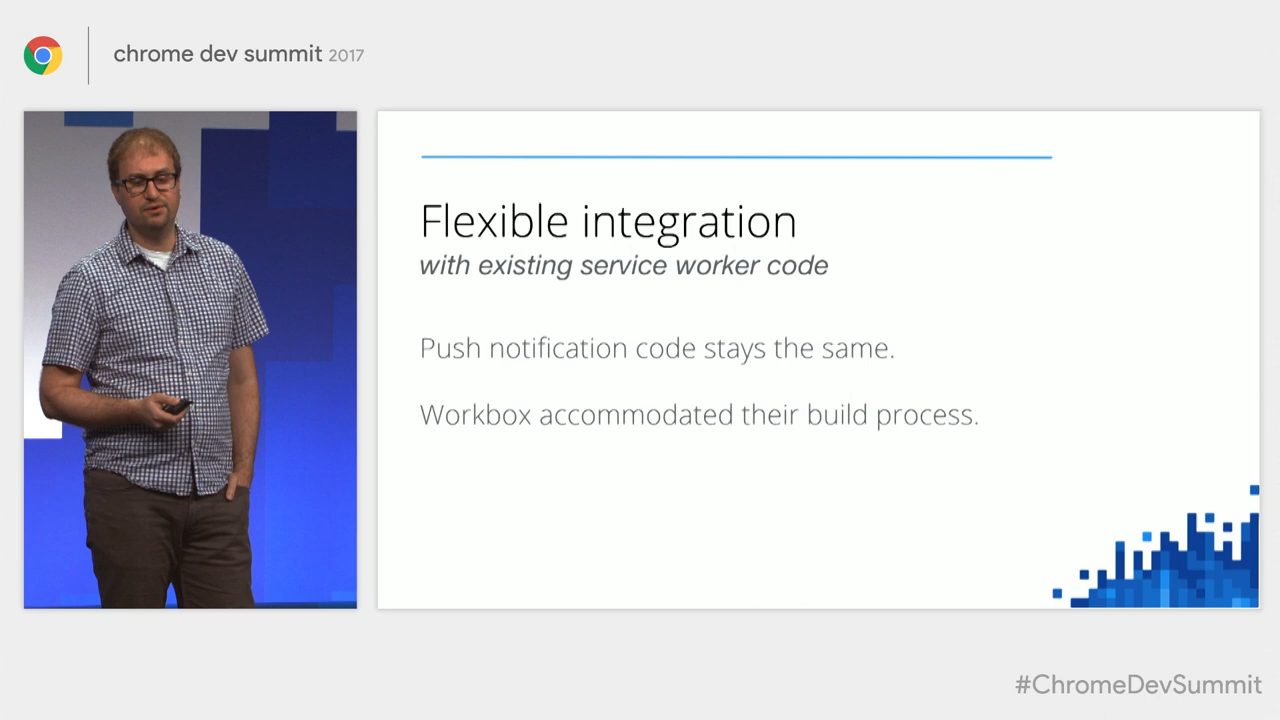 chrome dev summit 2017
Flexible integration
with existing service worker code
Push notification code stays the same.
Workbox accommodated their build process.
#ChromeDevSummit